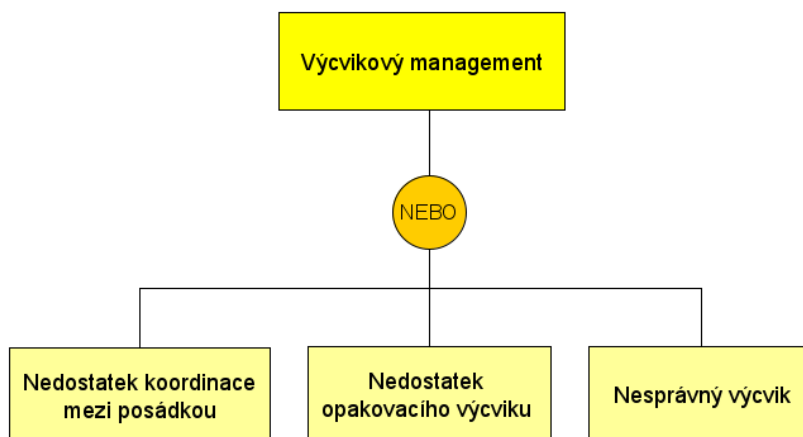 Výcvikový management
NEBO
Nedostatek koordinace
mezi posádkou
Nedostatek
opakovacího výcviku
Nesprávný výcvik